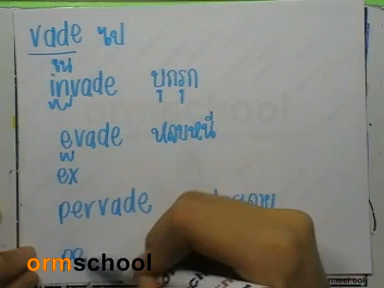 vade ไป
ใน
invade บุกรุก
evade หลบหนี
ex
pervade
ormschool